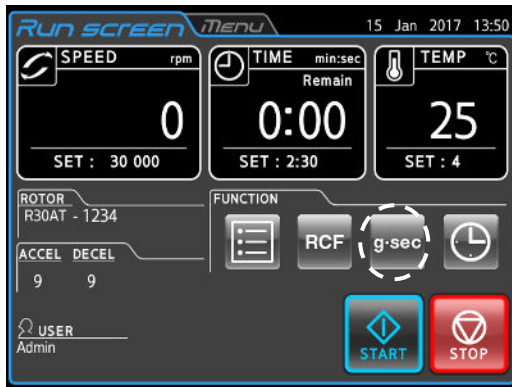 Run screen Menu 15 Jan 2017 13:50
SPEED rpm
0
SET : 30 000
TIME min:sec
Remain
0:00
SET : 2:30
TEMP ℃
25
SET : 4
ROTOR
R30AT - 1234
ACCEL DECEL
9 9
USER
Admin
FUNCTION
RCF g·sec
START STOP